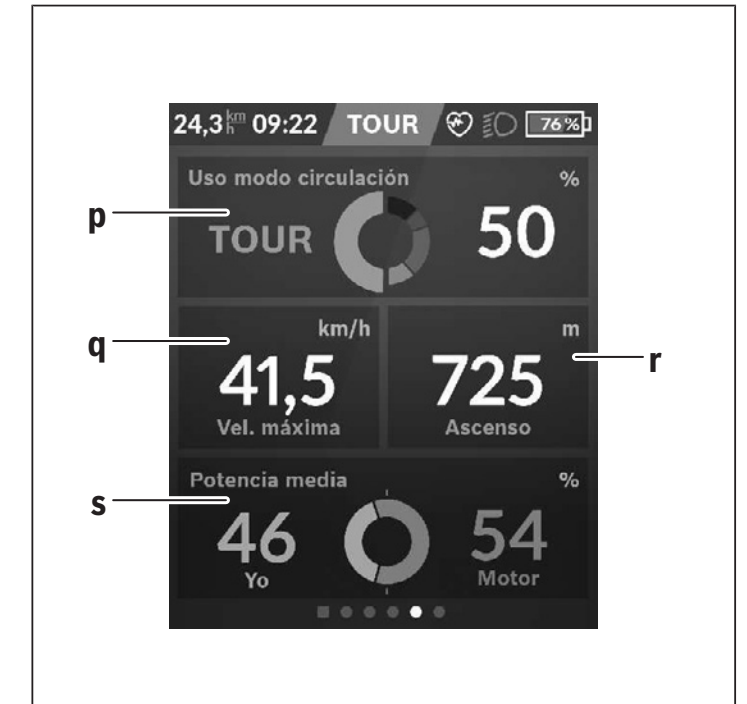 24,3 km/h 09:22 TOUR 76 %
Uso modo circulación %
p
TOUR 50
q
km/h
41,5
Vel. máxima
m
725
Ascenso
r
Potencia media %
s
46 54
Yo Motor